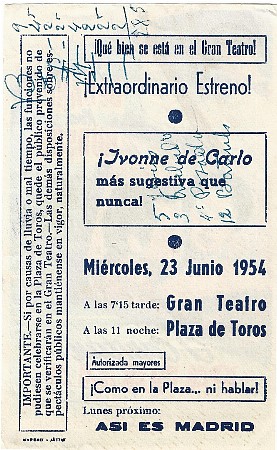 ¡Qué bien se está en el Gran Teatro!
¡Extraordinario Estreno!
¡Ivonne de Carlo
más sugestiva que
nunca!
Miércoles, 23 Junio 1954
A las 7'15 tarde: Gran Teatro
A las 11 noche: Plaza de Toros
Autorizada mayores
¡Como en la Plaza... ni hablar!
Lunes próximo:
ASI ES MADRID
IMPORTANTE.—Si por causas de lluvia o mal tiempo, las funciones no
pudiesen celebrarse en la Plaza de Toros, quede el público prevenido de
que se verificarán en el Gran Teatro.—Las demás disposiciones sobre es-
pectáculos públicos mantiénense en vigor, naturalmente.